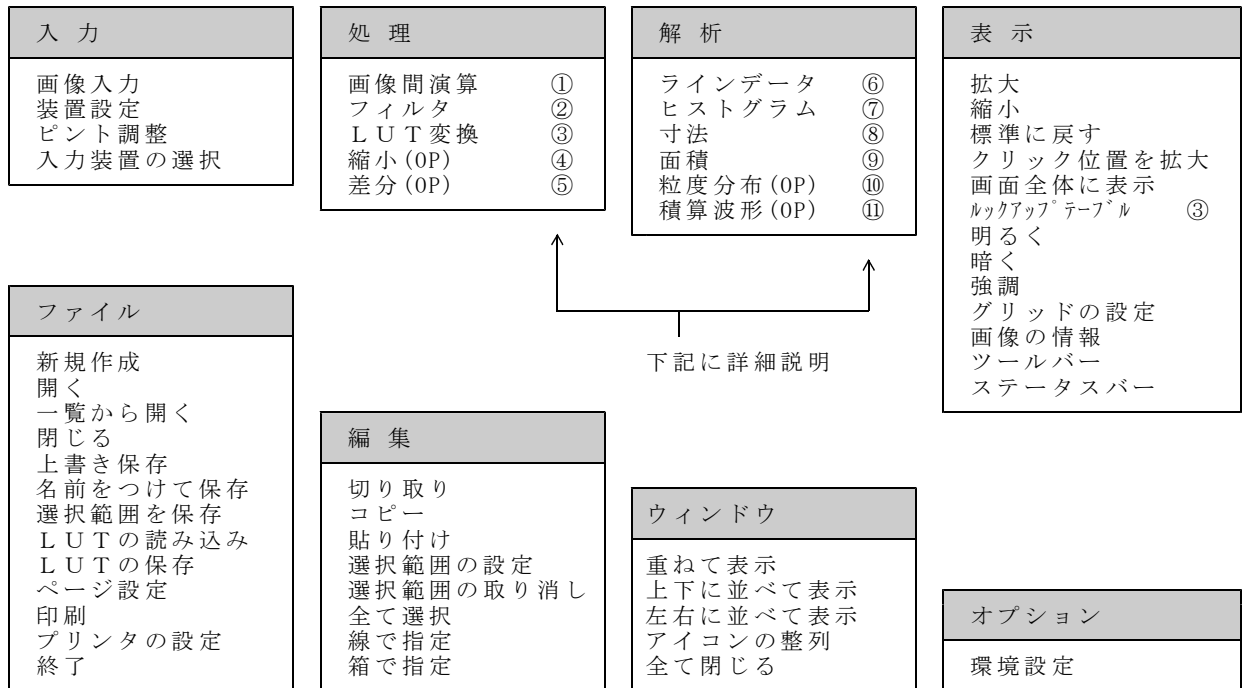 入 力
画像入力
装置設定
ピント調整
入力装置の選択
処 理
画像間演算 ①
フィルタ ②
ＬＵＴ変換 ③
縮小(OP) ④
差分(OP) ⑤
解 析
ラインデータ ⑥
ヒストグラム ⑦
寸法 ⑧
面積 ⑨
粒度分布(OP) ⑩
積算波形(OP) ⑪
表 示
拡大
縮小
標準に戻す
クリック位置を拡大
画面全体に表示
ﾙｯｸｱｯﾌﾟﾃｰﾌﾞﾙ ③
明るく
暗く
強調
グリッドの設定
画像の情報
ツールバー
ステータスバー
下記に詳細説明
ファイル
新規作成
開く
一覧から開く
閉じる
上書き保存
名前をつけて保存
選択範囲を保存
ＬＵＴの読み込み
ＬＵＴの保存
ページ設定
印刷
プリンタの設定
終了
編 集
切り取り
コピー
貼り付け
選択範囲の設定
選択範囲の取り消し
全て選択
線で指定
箱で指定
ウィンドウ
重ねて表示
上下に並べて表示
左右に並べて表示
アイコンの整列
全て閉じる
オプション
環境設定